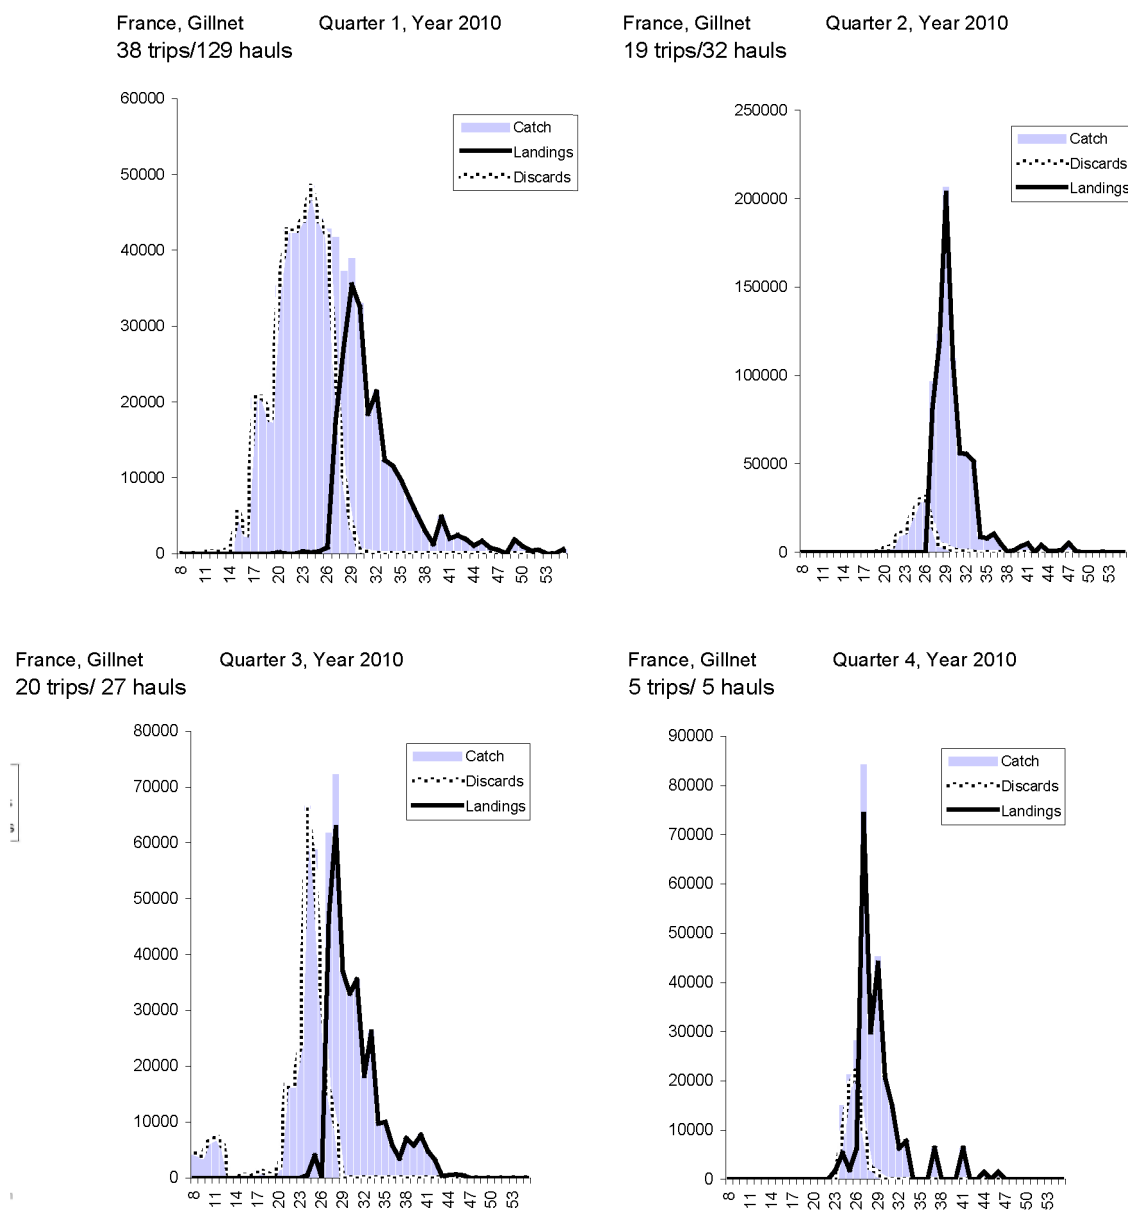 France, Gillnet Quarter 1, Year 2010
38 trips/129 hauls
60000
50000
40000
30000
20000
10000
0
Catch
Landings
Discards
8 11 14 17 20 23 26 29 32 35 38 41 44 47 50 53
France, Gillnet Quarter 2, Year 2010
19 trips/32 hauls
250000
200000
150000
100000
50000
0
Catch
Discards
Landings
8 11 14 17 20 23 26 29 32 35 38 41 44 47 50 53
France, Gillnet Quarter 3, Year 2010
20 trips/ 27 hauls
80000
70000
60000
50000
40000
30000
20000
10000
0
Catch
Discards
Landings
8 11 14 17 20 23 26 29 32 35 38 41 44 47 50 53
France, Gillnet Quarter 4, Year 2010
5 trips/ 5 hauls
90000
80000
70000
60000
50000
40000
30000
20000
10000
0
Catch
Discards
Landings
8 11 14 17 20 23 26 29 32 35 38 41 44 47 50 53